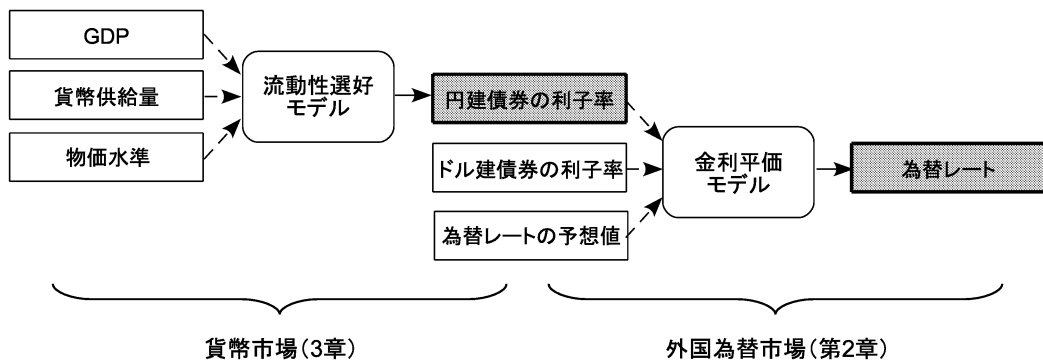 GDP
貨幣供給量
物価水準
流動性選好
モデル
円建債券の利子率
ドル建債券の利子率
為替レートの予想値
金利平価
モデル
為替レート
貨幣市場(3章)
外国為替市場(第2章)